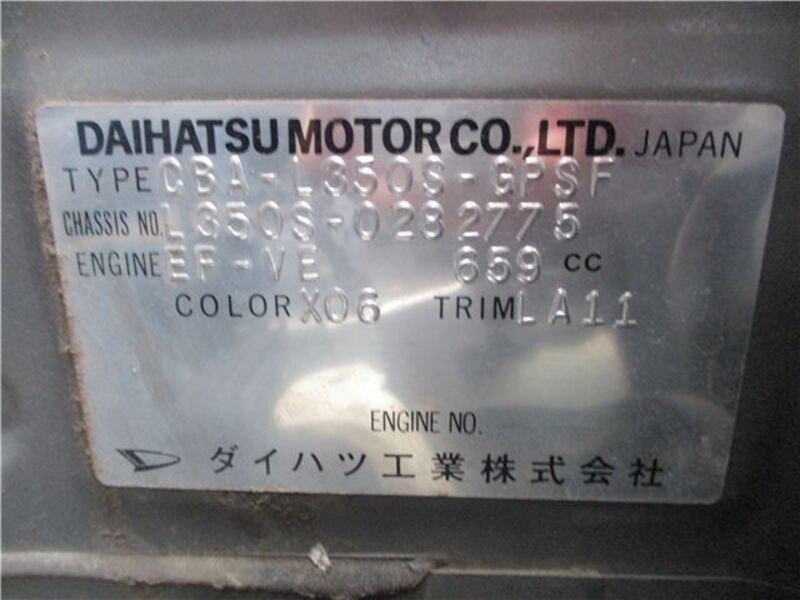 DAIHATSU MOTOR CO.,LTD. JAPAN
TYPE CBA-L350S-GPSF
CHASSIS NO. L350S-0282775
ENGINE EF-VE 659 CC
COLOR X06 TRIM LA11
ENGINE NO.
ダイハツ工業株式会社